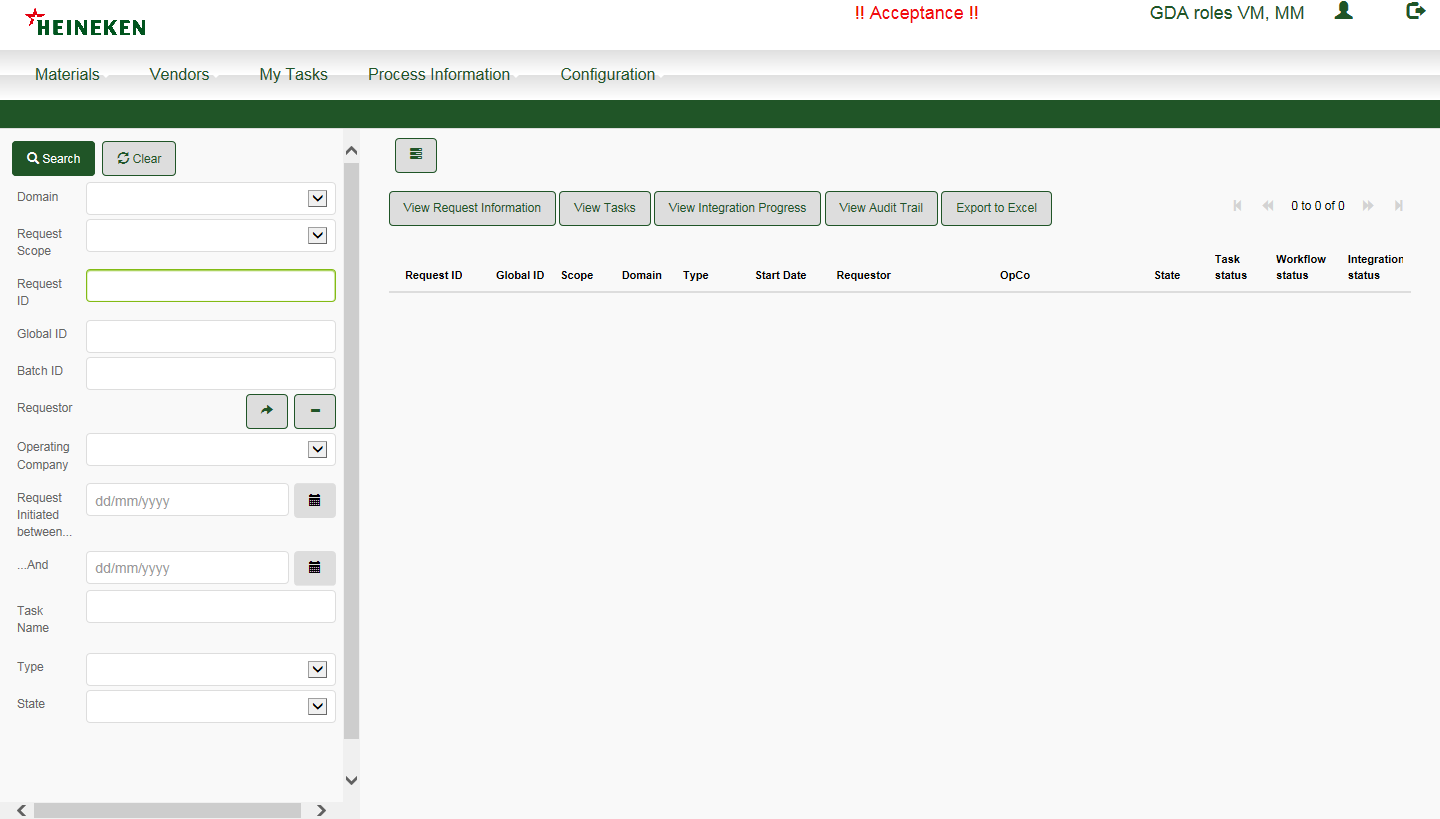 HEINEKEN
!! Acceptance !!
GDA roles VM, MM
Materials
Vendors
My Tasks
Process Information
Configuration
Search
Clear
Domain
Request
Scope
Request
ID
Global ID
Batch ID
Requestor
Operating
Company
Request
Initiated
between...
dd/mm/yyyy
...And
dd/mm/yyyy
Task
Name
Type
State
View Request Information
View Tasks
View Integration Progress
View Audit Trail
Export to Excel
0 to 0 of 0
Request ID
Global ID
Scope
Domain
Type
Start Date
Requestor
OpCo
State
Task
status
Workflow
status
Integration
status